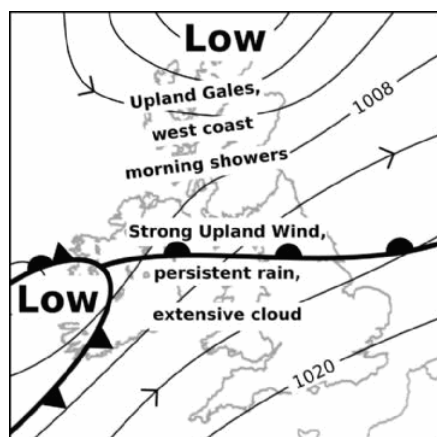 Low
Upland Gales,
1008
west coast
morning showers
Strong Upland Wind,
persistent rain,
Low
extensive cloud
1020